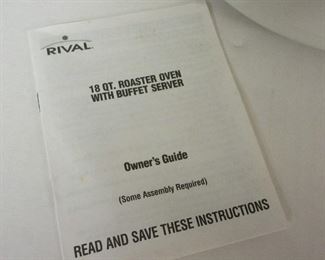 RIVAL
18 QT. ROASTER OVEN
WITH BUFFET SERVER
Owner's Guide
(Some Assembly Required)
READ AND SAVE THESE INSTRUCTIONS